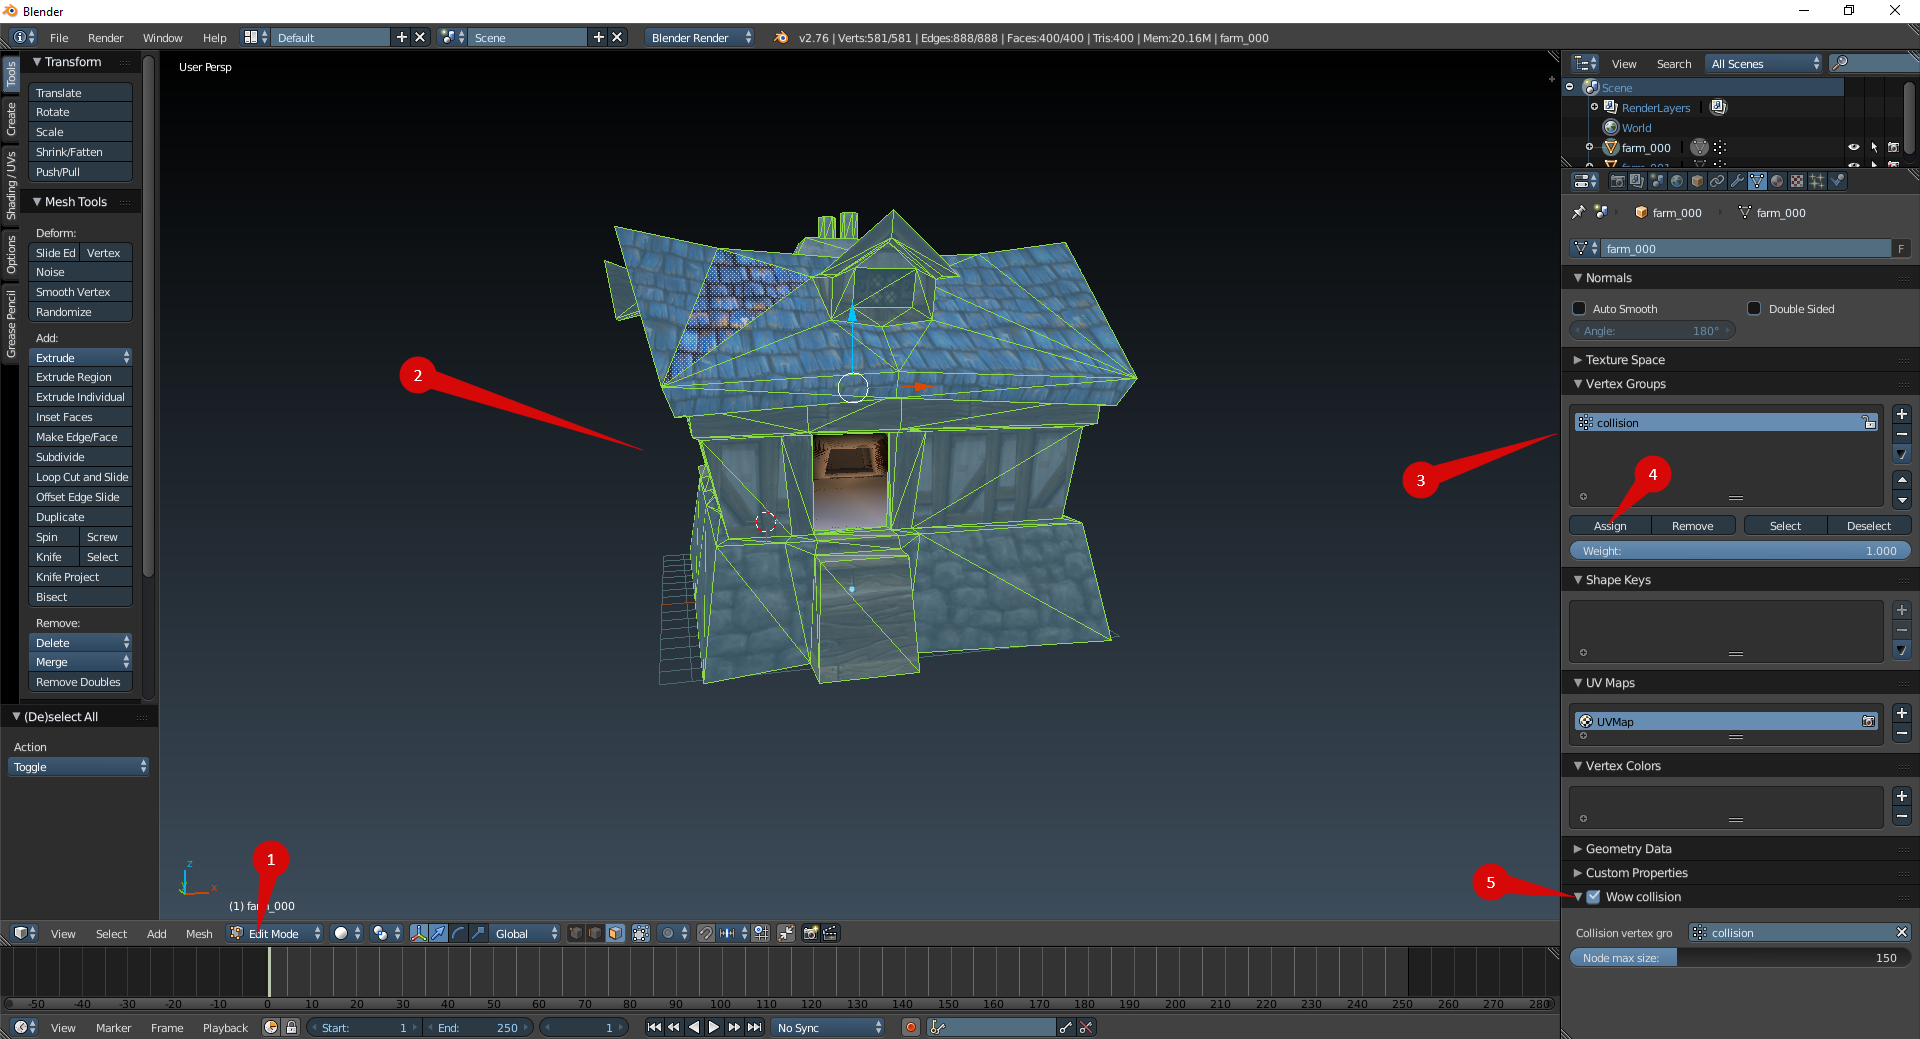 Blender
File Render Window Help Default Scene Blender Render v2.76 | Verts:581/581 | Edges:888/888 | Faces:400/400 | Tris:400 | Mem:20.16M | farm_000
Tools
Create
Shading / UVs
Options
Grease Pencil
Transform
Translate
Rotate
Scale
Shrink/Fatten
Push/Pull
Mesh Tools
Deform:
Slide Ed Vertex
Noise
Smooth Vertex
Randomize
Add:
Extrude
Extrude Region
Extrude Individual
Inset Faces
Make Edge/Face
Subdivide
Loop Cut and Slide
Offset Edge Slide
Duplicate
Spin Screw
Knife Select
Knife Project
Bisect
Remove:
Delete
Merge
Remove Doubles
(De)select All
Action
Toggle
User Persp
2
3
4
1
5
z
x
(1) farm_000
View Select Add Mesh Edit Mode Global
-50 -40 -30 -20 -10 0 10 20 30 40 50 60 70 80 90 100 110 120 130 140 150 160 170 180 190 200 210 220 230 240 250 260 270 280
View Marker Frame Playback Start: 1 End: 250 1 No Sync
View Search All Scenes
Scene
RenderLayers
World
farm_000
farm_001
farm_000 farm_000
farm_000 F
Normals
Auto Smooth Double Sided
Angle: 180°
Texture Space
Vertex Groups
collision
Assign Remove Select Deselect
Weight: 1.000
Shape Keys
UV Maps
UVMap
Vertex Colors
Geometry Data
Custom Properties
Wow collision
Collision vertex gro collision
Node max size: 150